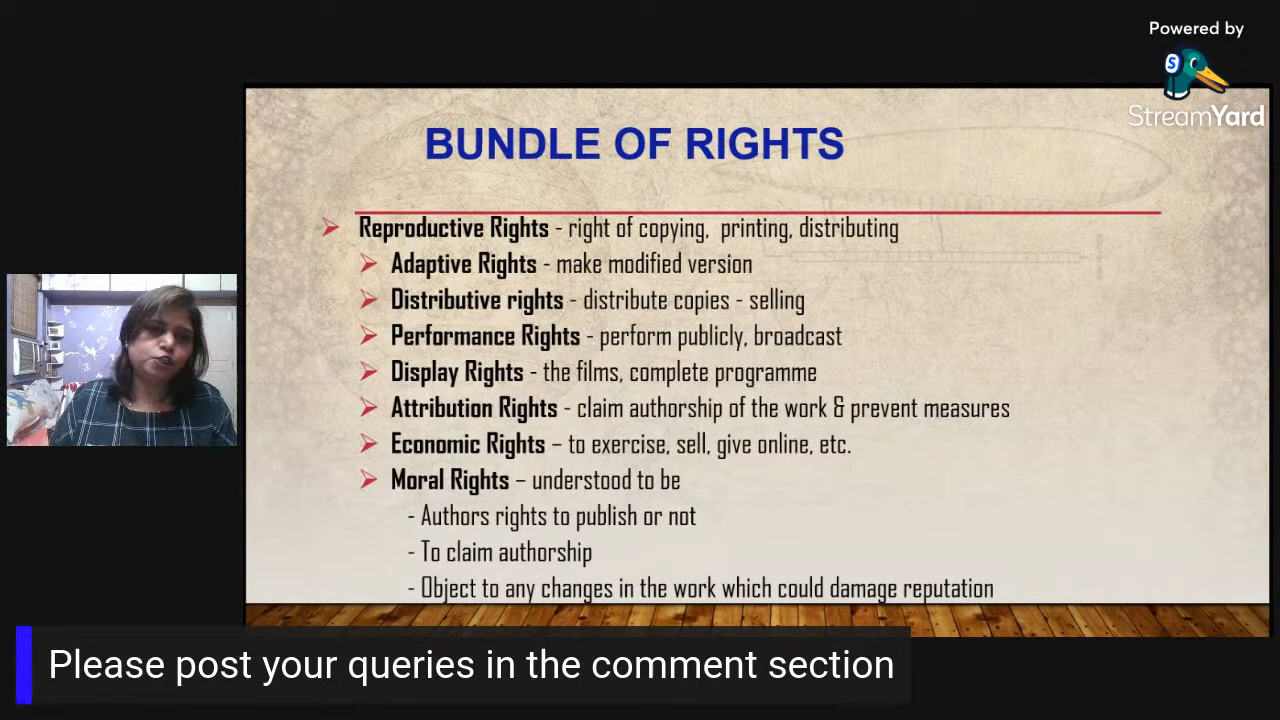 Powered by
StreamYard
BUNDLE OF RIGHTS
Reproductive Rights - right of copying, printing, distributing
Adaptive Rights - make modified version
Distributive rights - distribute copies - selling
Performance Rights - perform publicly, broadcast
Display Rights - the films, complete programme
Attribution Rights - claim authorship of the work & prevent measures
Economic Rights – to exercise, sell, give online, etc.
Moral Rights – understood to be
- Authors rights to publish or not
- To claim authorship
- Object to any changes in the work which could damage reputation
Please post your queries in the comment section